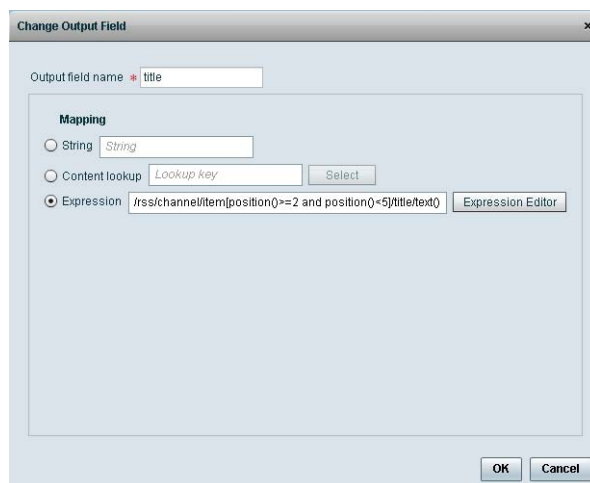 Change Output Field x
Output field name * title
Mapping
String String
Content lookup Lookup key Select
Expression /rss/channel/item[position()>=2 and position()<5]/title/text() Expression Editor
OK Cancel